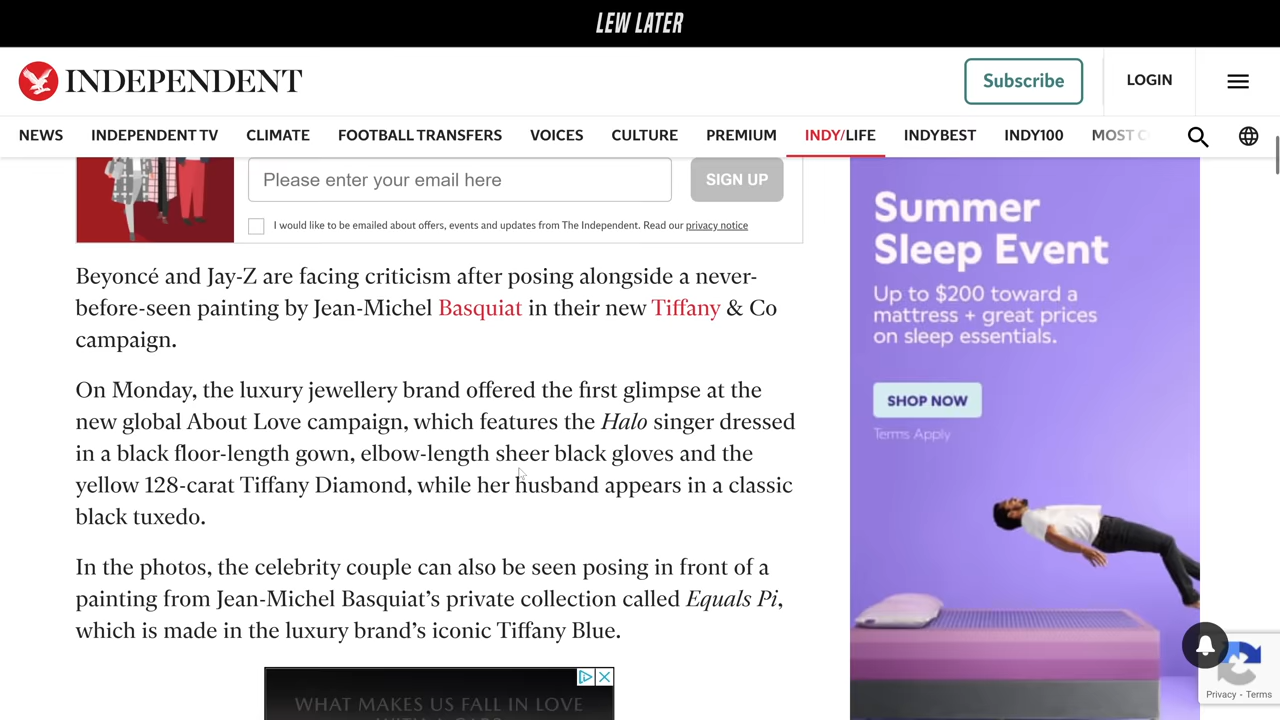 LEW LATER
INDEPENDENT
Subscribe
LOGIN
NEWS INDEPENDENT TV CLIMATE FOOTBALL TRANSFERS VOICES CULTURE PREMIUM INDY/LIFE INDYBEST INDY100 MOST C
Please enter your email here
SIGN UP
I would like to be emailed about offers, events and updates from The Independent. Read our privacy notice
Beyoncé and Jay-Z are facing criticism after posing alongside a never-
before-seen painting by Jean-Michel Basquiat in their new Tiffany & Co
campaign.
On Monday, the luxury jewellery brand offered the first glimpse at the
new global About Love campaign, which features the Halo singer dressed
in a black floor-length gown, elbow-length sheer black gloves and the
yellow 128-carat Tiffany Diamond, while her husband appears in a classic
black tuxedo.
In the photos, the celebrity couple can also be seen posing in front of a
painting from Jean-Michel Basquiat’s private collection called Equals Pi,
which is made in the luxury brand’s iconic Tiffany Blue.
WHAT MAKES US FALL IN LOVE
Summer
Sleep Event
Up to $200 toward a
mattress + great prices
on sleep essentials.
SHOP NOW
Terms Apply
Privacy - Terms